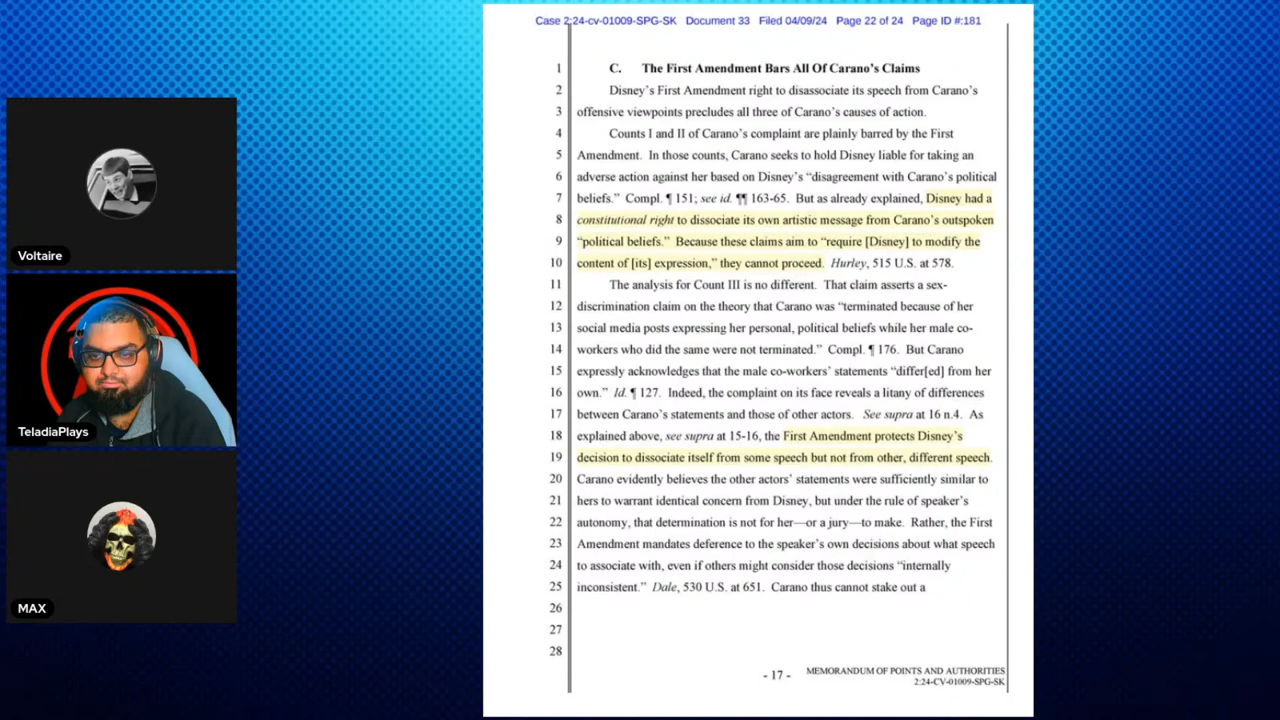 Case 2:24-cv-01009-SPG-SK Document 33 Filed 04/09/24 Page 22 of 24 Page ID #:181
1 C. The First Amendment Bars All Of Carano's Claims
2 Disney's First Amendment right to disassociate its speech from Carano's
3 offensive viewpoints precludes all three of Carano's causes of action.
4 Counts I and II of Carano's complaint are plainly barred by the First
5 Amendment. In those counts, Carano seeks to hold Disney liable for taking an
6 adverse action against her based on Disney's “disagreement with Carano's political
7 beliefs.” Compl. ¶ 151; see id. ¶¶ 163-65. But as already explained, Disney had a
8 constitutional right to dissociate its own artistic message from Carano's outspoken
9 “political beliefs.” Because these claims aim to “require [Disney] to modify the
10 content of [its] expression,” they cannot proceed. Hurley, 515 U.S. at 578.
11 The analysis for Count III is no different. That claim asserts a sex-
12 discrimination claim on the theory that Carano was “terminated because of her
13 social media posts expressing her personal, political beliefs while her male co-
14 workers who did the same were not terminated.” Compl. ¶ 176. But Carano
15 expressly acknowledges that the male co-workers' statements “differ[ed] from her
16 own.” Id. ¶ 127. Indeed, the complaint on its face reveals a litany of differences
17 between Carano's statements and those of other actors. See supra at 16 n.4. As
18 explained above, see supra at 15-16, the First Amendment protects Disney's
19 decision to dissociate itself from some speech but not from other, different speech.
20 Carano evidently believes the other actors' statements were sufficiently similar to
21 hers to warrant identical concern from Disney, but under the rule of speaker's
22 autonomy, that determination is not for her—or a jury—to make. Rather, the First
23 Amendment mandates deference to the speaker's own decisions about what speech
24 to associate with, even if others might consider those decisions “internally
25 inconsistent.” Dale, 530 U.S. at 651. Carano thus cannot stake out a
26
27
28
- 17 -
MEMORANDUM OF POINTS AND AUTHORITIES
2:24-CV-01009-SPG-SK
Voltaire
TeladiaPlays
MAX